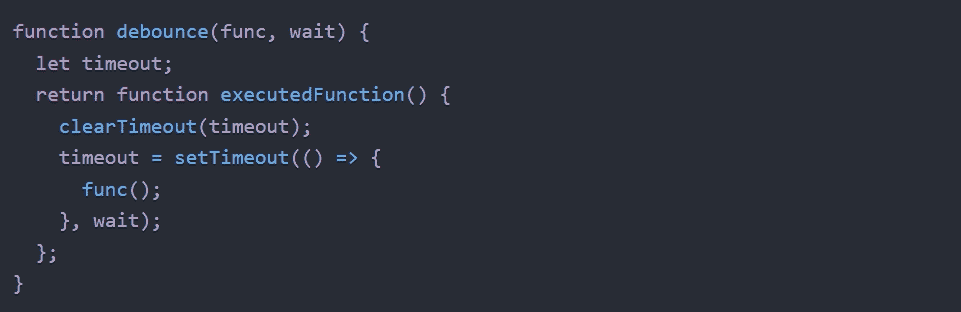 function debounce(func, wait) {
  let timeout;
  return function executedFunction() {
    clearTimeout(timeout);
    timeout = setTimeout(() => {
      func();
    }, wait);
  };
}